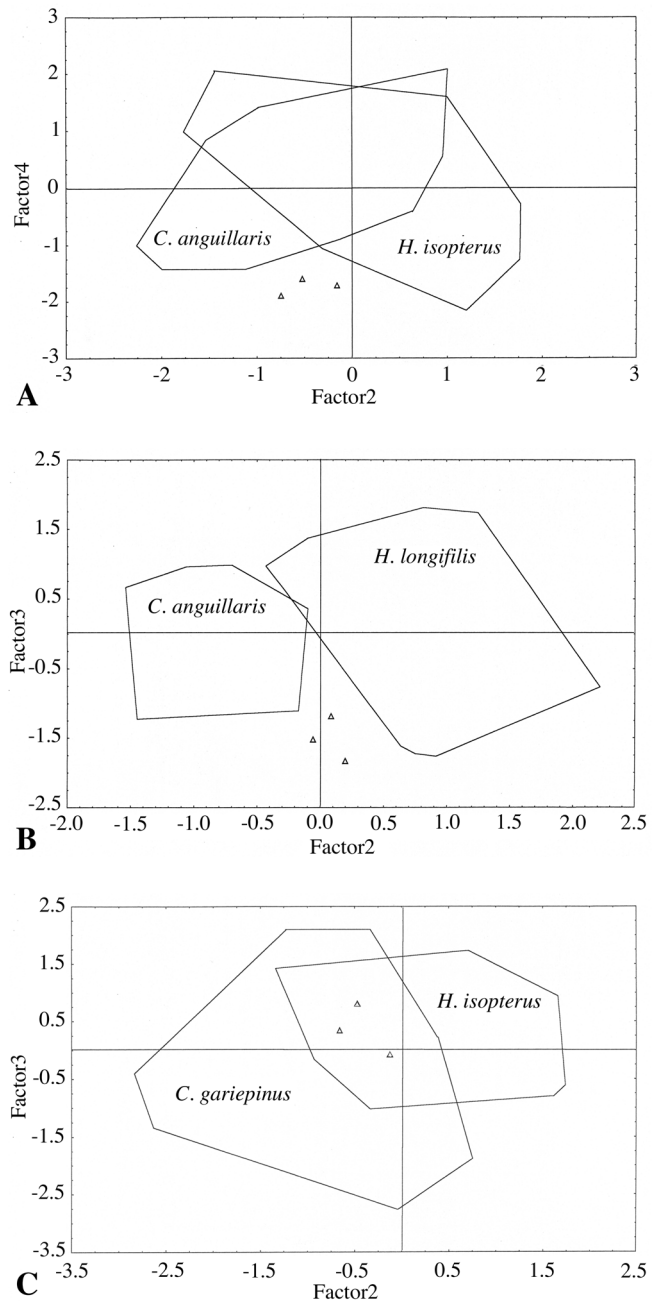 3
2
1
0
-1
-2
-3
Factor4
C. anguillaris
H. isopterus
-3 -2 -1 0 1 2 3
Factor2
A
2.5
1.5
0.5
-0.5
-1.5
-2.5
Factor3
H. longifilis
C. anguillaris
-2.0 -1.5 -1.0 -0.5 0.0 0.5 1.0 1.5 2.0 2.5
Factor2
B
2.5
1.5
0.5
-0.5
-1.5
-2.5
-3.5
Factor3
H. isopterus
C. gariepinus
-3.5 -2.5 -1.5 -0.5 0.5 1.5 2.5
Factor2
C